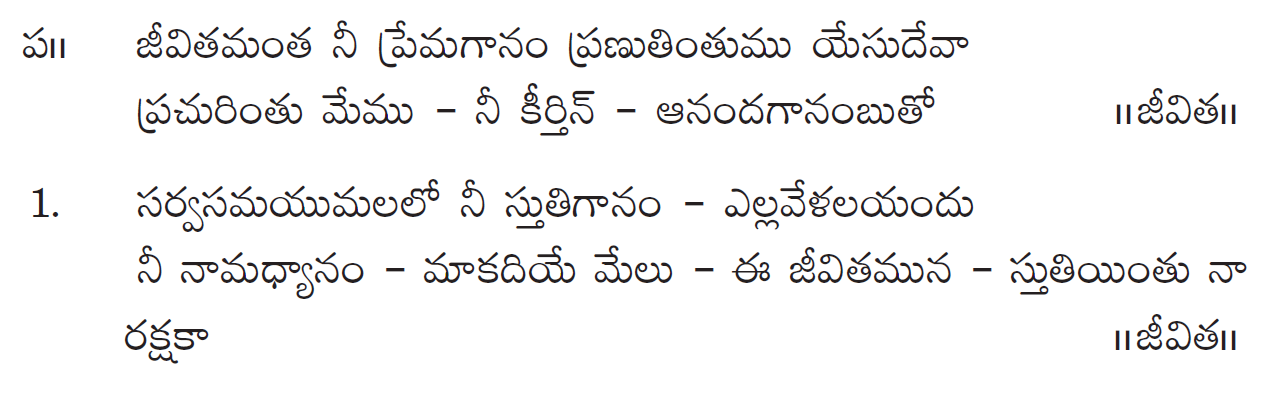 ప॥ జీవితమంత నీ ప్రేమగానం ప్రణుతింతుము యేసుదేవా
ప్రచురింతు మేము - నీ కీర్తిన్ - ఆనందగానంబుతో ॥జీవిత॥
1. సర్వసమయుమలలో నీ స్తుతిగానం - ఎల్లవేళలయందు
నీ నామధ్యానం - మాకదియే మేలు - ఈ జీవితమున - స్తుతియింతు నా
రక్షకా ॥జీవిత॥